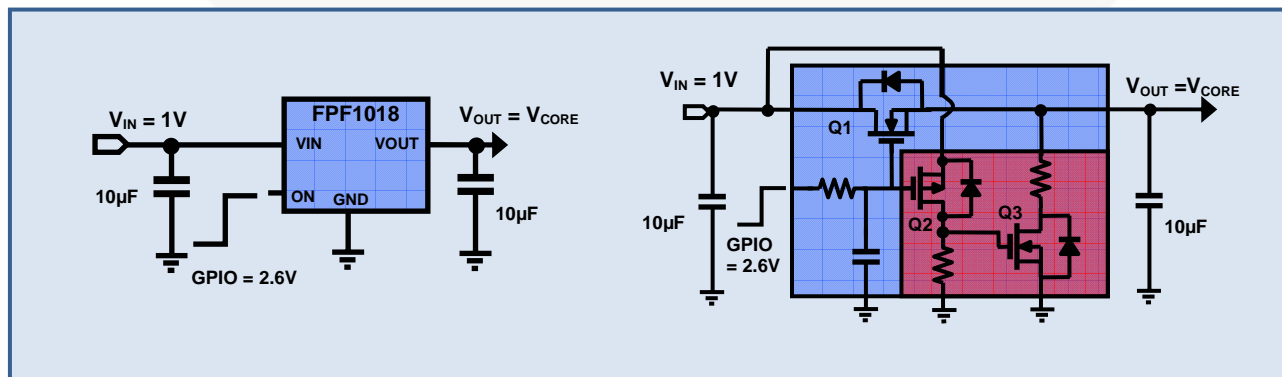 FPF1018
VIN = 1V
VOUT = VCORE
VIN
VOUT
ON
GND
10µF
10µF
GPIO = 2.6V
VIN = 1V
VOUT =VCORE
Q1
Q2
Q3
10µF
GPIO
= 2.6V
10µF